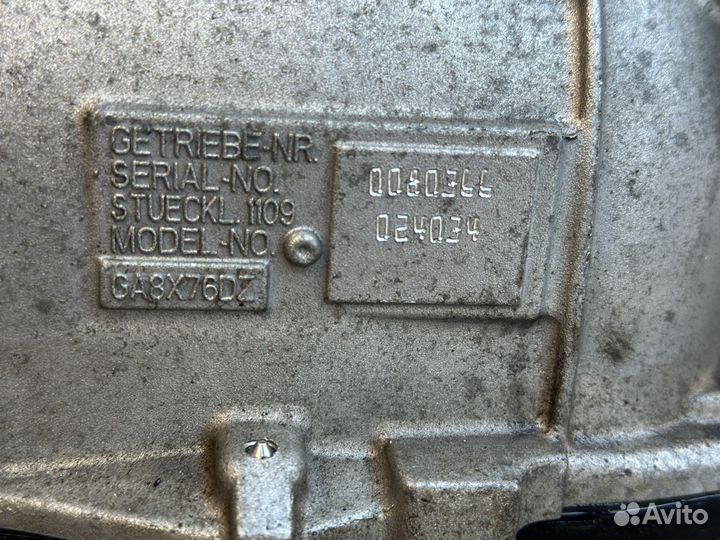 GETRIEBE-NR.
SERIAL-NO.
STUECKL. 1109
MODEL-NO.
GA8X76DZ
0080366
024034
Avito